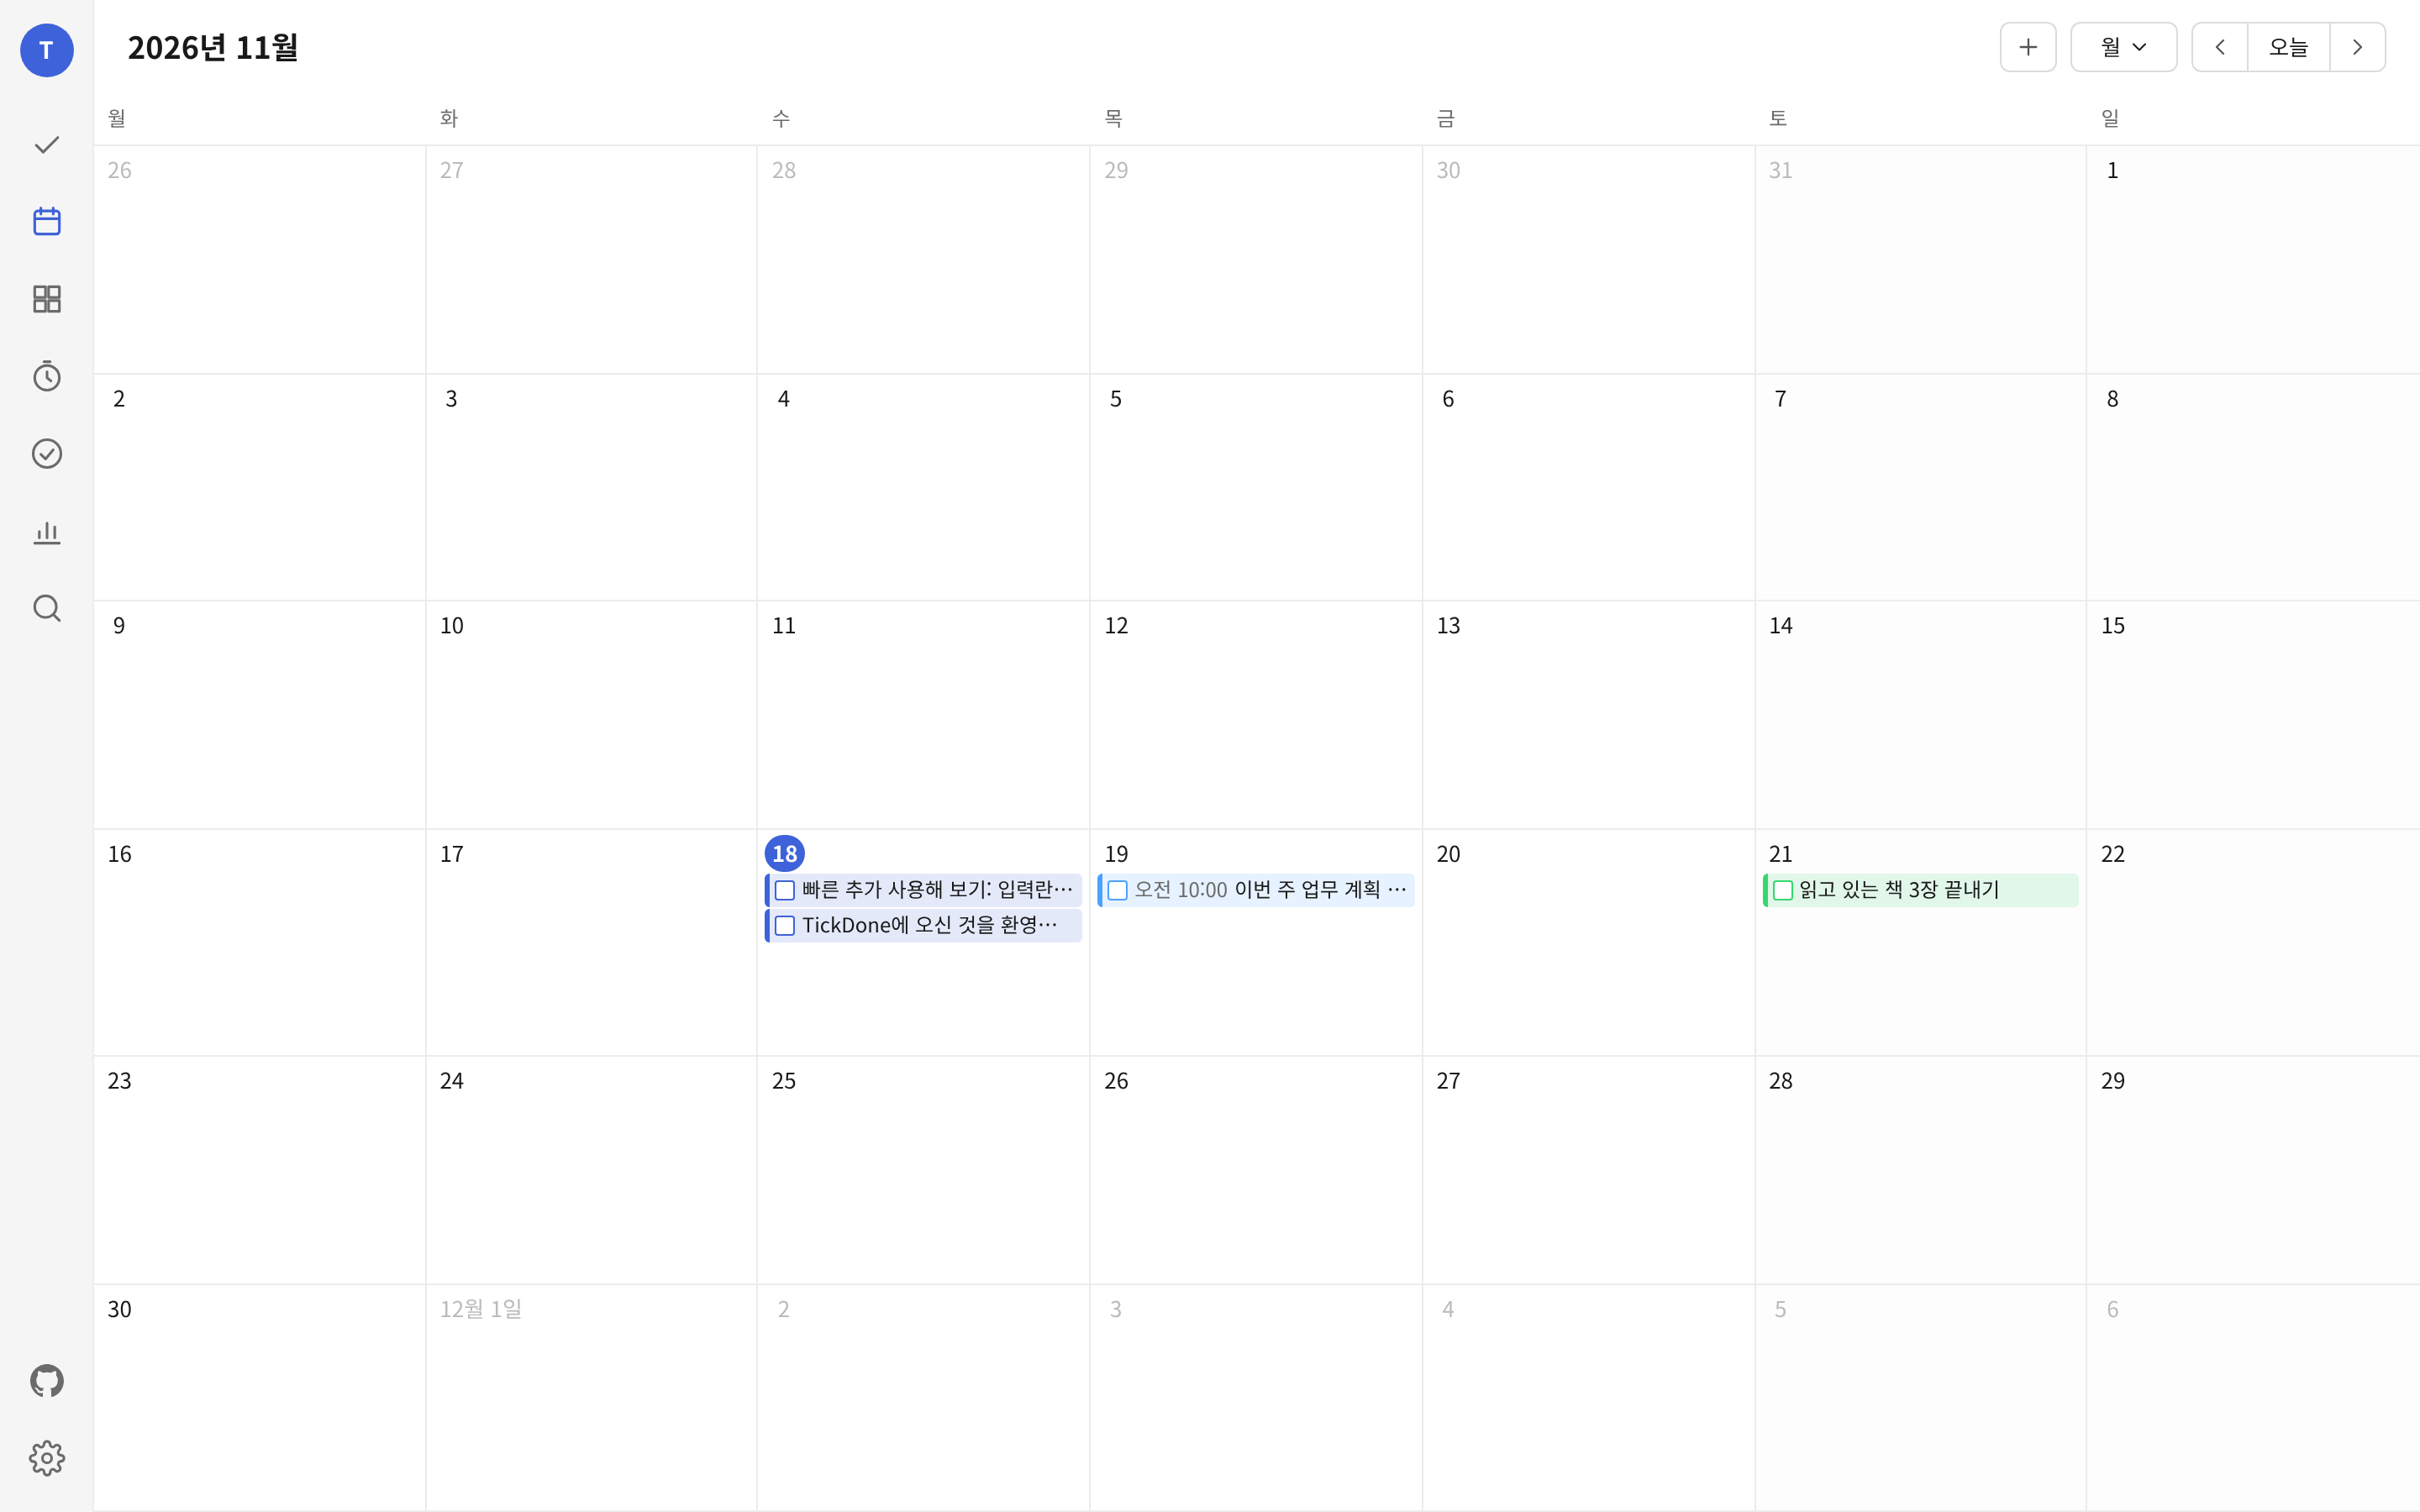 T
2026년 11월
월
오늘
월 화 수 목 금 토 일
26 27 28 29 30 31 1
2 3 4 5 6 7 8
9 10 11 12 13 14 15
16 17 18 19 20 21 22
빠른 추가 사용해 보기: 입력란… 오전 10:00 이번 주 업무 계획 … 읽고 있는 책 3장 끝내기
TickDone에 오신 것을 환영…
23 24 25 26 27 28 29
30 12월 1일 2 3 4 5 6